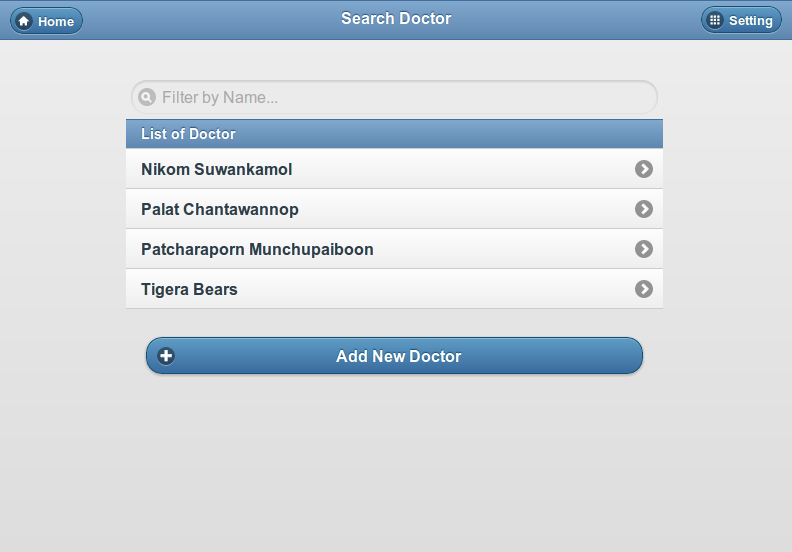 Home
Search Doctor
Setting
Filter by Name...
List of Doctor
Nikom Suwankamol
Palat Chantawannop
Patcharaporn Munchupaiboon
Tigera Bears
Add New Doctor